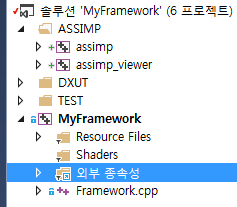 솔루션 'MyFramework' (6 프로젝트)
ASSIMP
assimp
assimp_viewer
DXUT
TEST
MyFramework
Resource Files
Shaders
외부 종속성
Framework.cpp